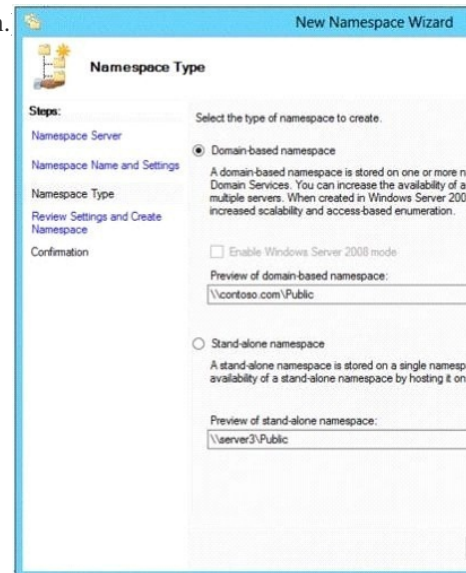 New Namespace Wizard
Namespace Type
Steps:
Namespace Server
Namespace Name and Settings
Namespace Type
Review Settings and Create
Namespace
Confirmation
Select the type of namespace to create.
Domain-based namespace
A domain-based namespace is stored on one or more n
Domain Services. You can increase the availability of a
multiple servers. When created in Windows Server 200
increased scalability and access-based enumeration.
Enable Windows Server 2008 mode
Preview of domain-based namespace:
\\contoso.com\Public
Stand-alone namespace
A stand-alone namespace is stored on a single namesp
availability of a stand-alone namespace by hosting it on
Preview of stand-alone namespace:
\\server3\Public